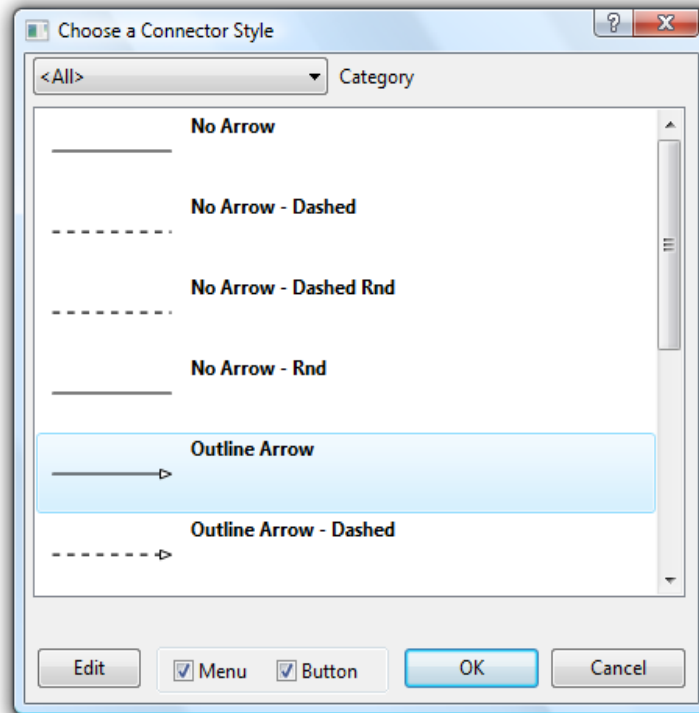 Choose a Connector Style
?
<All> Category
No Arrow
No Arrow - Dashed
No Arrow - Dashed Rnd
No Arrow - Rnd
Outline Arrow
Outline Arrow - Dashed
Edit Menu Button OK Cancel